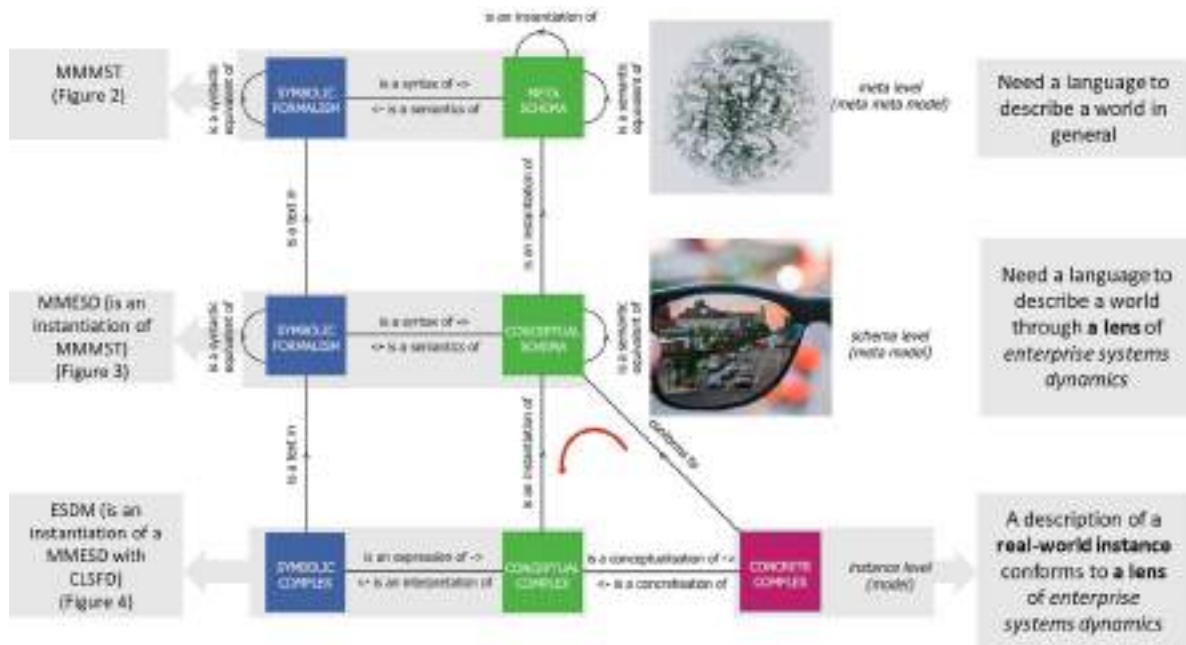 is an instantiation of
MMMST
(Figure 2)
is a syntactic
equivalent of
SYMBOLIC
FORMALISM
is a syntax of ->
<- is a semantics of
META
SCHEMA
is a semantic
equivalent of
meta level
(meta meta model)
Need a language to
describe a world in
general
is a text in
is an instantiation of
MMESD (is an
instantiation of
MMMST)
(Figure 3)
is a syntactic
equivalent of
SYMBOLIC
FORMALISM
is a syntax of ->
<- is a semantics of
CONCEPTUAL
SCHEMA
is a semantic
equivalent of
schema level
(meta model)
Need a language to
describe a world
through a lens of
enterprise systems
dynamics
is a text in
is an instantiation of
conforms to
ESDM (is an
instantiation of a
MMESD with
CLSFD)
(Figure 4)
SYMBOLIC
COMPLEX
is an expression of ->
<- is an interpretation of
CONCEPTUAL
COMPLEX
is a conceptualisation of ->
<- is a concretisation of
CONCRETE
COMPLEX
instance level
(model)
A description of a
real-world instance
conforms to a lens
of enterprise
systems dynamics